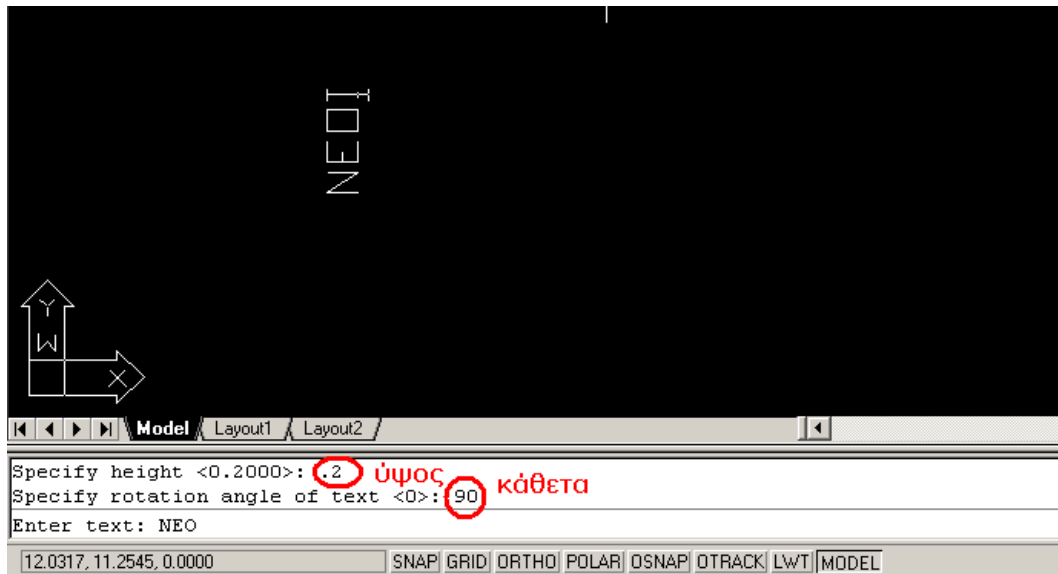 NEO
Y
W
X
Model Layout1 Layout2
Specify height <0.2000>: .2 ύψος
Specify rotation angle of text <0>: 90 κάθετα
Enter text: NEO
12.0317, 11.2545, 0.0000 SNAP GRID ORTHO POLAR OSNAP OTRACK LWT MODEL